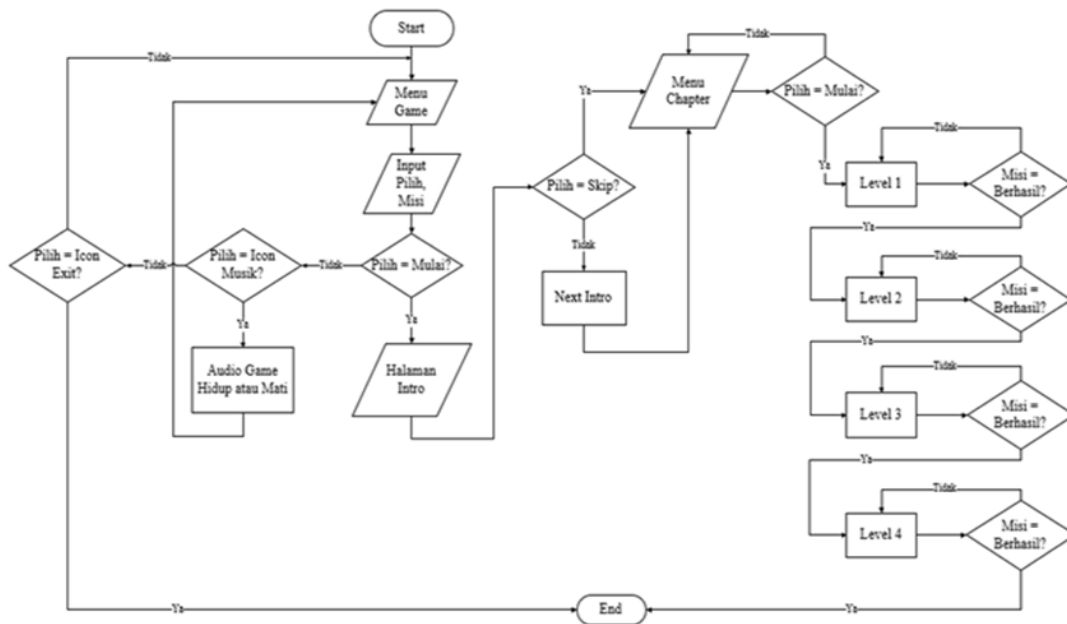 Start
Tidak
Menu
Game
Input
Pilih,
Misi
Pilih = Mulai?
Tidak
Pilih = Icon
Musik?
Tidak
Pilih = Icon
Exit?
Ya
Audio Game
Hidup atau Mati
Ya
Halaman
Intro
Pilih = Skip?
Ya
Tidak
Next Intro
Menu
Chapter
Tidak
Pilih = Mulai?
Ya
Level 1
Tidak
Misi =
Berhasil?
Ya
Level 2
Tidak
Misi =
Berhasil?
Ya
Level 3
Tidak
Misi =
Berhasil?
Ya
Level 4
Tidak
Misi =
Berhasil?
Ya
End
Ya